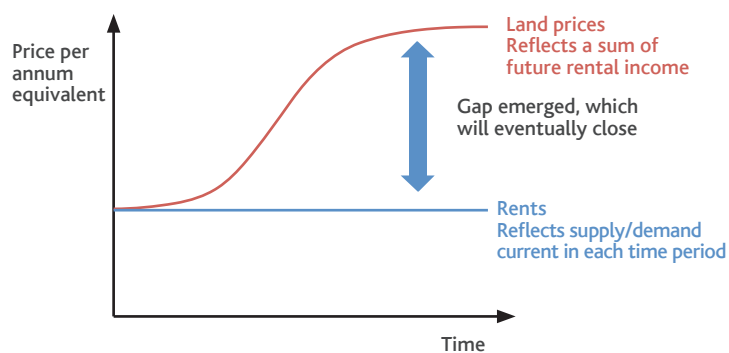 Price per
annum
equivalent
Land prices
Reflects a sum of
future rental income
Gap emerged, which
will eventually close
Rents
Reflects supply/demand
current in each time period
Time